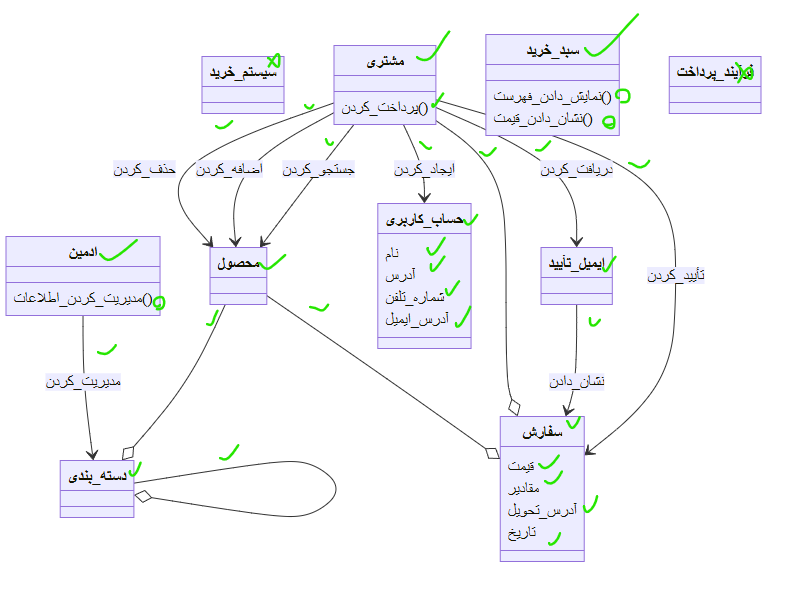 سیستم_خرید
مشتری
پرداخت_کردن()
سبد_خرید
نمایش_دادن_فهرست()
نشان_دادن_قیمت()
فرآیند_پرداخت
حذف_کردن
اضافه_کردن
جستجو_کردن
ایجاد_کردن
دریافت_کردن
تأیید_کردن
ادمین
مدیریت_کردن_اطلاعات()
محصول
حساب_کاربری
نام
آدرس
شماره_تلفن
آدرس_ایمیل
ایمیل_تأیید
مدیریت_کردن
نشان_دادن
دسته_بندی
سفارش
قیمت
مقادیر
آدرس_تحویل
تاریخ